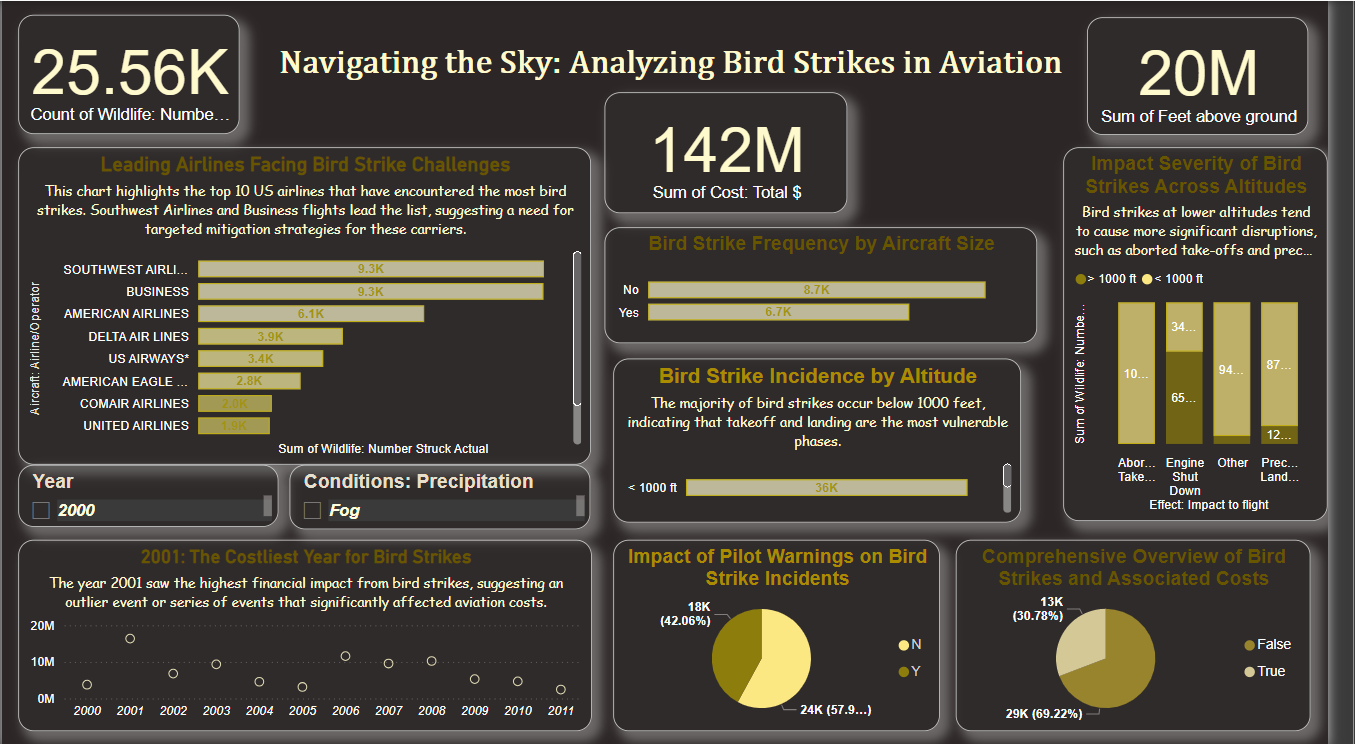 25.56K
Count of Wildlife: Numbe...
Navigating the Sky: Analyzing Bird Strikes in Aviation
20M
Sum of Feet above ground
142M
Sum of Cost: Total $
Leading Airlines Facing Bird Strike Challenges
This chart highlights the top 10 US airlines that have encountered the most bird
strikes. Southwest Airlines and Business flights lead the list, suggesting a need for
targeted mitigation strategies for these carriers.
Aircraft: Airline/Operator
SOUTHWEST AIRLI... 9.3K
BUSINESS 9.3K
AMERICAN AIRLINES 6.1K
DELTA AIR LINES 3.9K
US AIRWAYS* 3.4K
AMERICAN EAGLE ... 2.8K
COMAIR AIRLINES 2.0K
UNITED AIRLINES 1.9K
Sum of Wildlife: Number Struck Actual
Bird Strike Frequency by Aircraft Size
No 8.7K
Yes 6.7K
Bird Strike Incidence by Altitude
The majority of bird strikes occur below 1000 feet,
indicating that takeoff and landing are the most vulnerable
phases.
< 1000 ft 36K
Impact Severity of Bird
Strikes Across Altitudes
Bird strikes at lower altitudes tend
to cause more significant disruptions,
such as aborted take-offs and prec...
> 1000 ft < 1000 ft
Sum of Wildlife: Numbe...
10... 34... 94... 87...
65... 12...
Abor... Engine Other Prec...
Take... Shut Land...
Down
Effect: Impact to flight
Year
2000
Conditions: Precipitation
Fog
2001: The Costliest Year for Bird Strikes
The year 2001 saw the highest financial impact from bird strikes, suggesting an
outlier event or series of events that significantly affected aviation costs.
20M
10M
0M
2000 2001 2002 2003 2004 2005 2006 2007 2008 2009 2010 2011
Impact of Pilot Warnings on Bird
Strike Incidents
18K
(42.06%)
N
Y
24K (57.9...)
Comprehensive Overview of Bird
Strikes and Associated Costs
13K
(30.78%)
False
True
29K (69.22%)